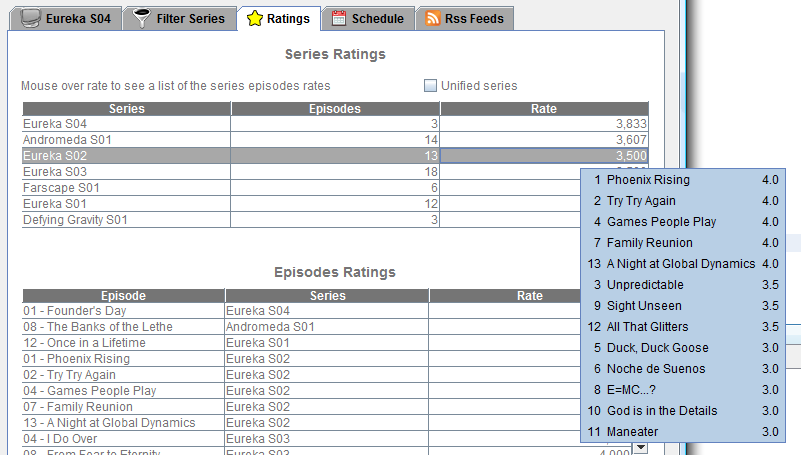 Eureka S04 Filter Series Ratings Schedule Rss Feeds
Series Ratings
Mouse over rate to see a list of the series episodes rates Unified series
Series Episodes Rate
Eureka S04 3 3,833
Andromeda S01 14 3,607
Eureka S02 13 3,500
Eureka S03 18
Farscape S01 6
Eureka S01 12
Defying Gravity S01 3
1 Phoenix Rising 4.0
2 Try Try Again 4.0
4 Games People Play 4.0
7 Family Reunion 4.0
13 A Night at Global Dynamics 4.0
3 Unpredictable 3.5
9 Sight Unseen 3.5
12 All That Glitters 3.5
5 Duck, Duck Goose 3.0
6 Noche de Suenos 3.0
8 E=MC...? 3.0
10 God is in the Details 3.0
11 Maneater 3.0
Episodes Ratings
Episode Series Rate
01 - Founder's Day Eureka S04
08 - The Banks of the Lethe Andromeda S01
12 - Once in a Lifetime Eureka S01
01 - Phoenix Rising Eureka S02
02 - Try Try Again Eureka S02
04 - Games People Play Eureka S02
07 - Family Reunion Eureka S02
13 - A Night at Global Dynamics Eureka S02
04 - I Do Over Eureka S03
08 - From Fear to Eternity Eureka S03 4,000